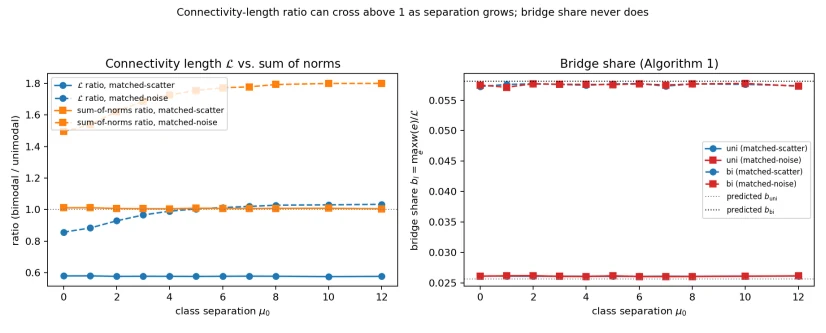 Connectivity-length ratio can cross above 1 as separation grows; bridge share never does
Connectivity length ℒ vs. sum of norms
ratio (bimodal / unimodal)
1.8
1.6
1.4
1.2
1.0
0.8
0.6
ℒ ratio, matched-scatter
ℒ ratio, matched-noise
sum-of-norms ratio, matched-scatter
sum-of-norms ratio, matched-noise
0 2 4 6 8 10 12
class separation μ₀
Bridge share (Algorithm 1)
bridge share bₗ = maxₑ w(e)/ℒ
0.055
0.050
0.045
0.040
0.035
0.030
0.025
uni (matched-scatter)
uni (matched-noise)
bi (matched-scatter)
bi (matched-noise)
predicted b_uni
predicted b_bi
0 2 4 6 8 10 12
class separation μ₀